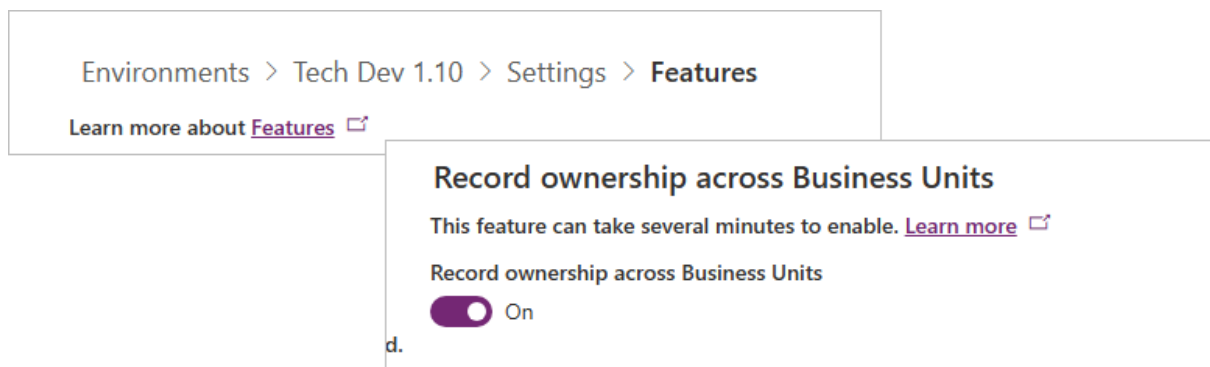 Environments > Tech Dev 1.10 > Settings > Features
Learn more about Features
Record ownership across Business Units
This feature can take several minutes to enable. Learn more
Record ownership across Business Units
On
d.